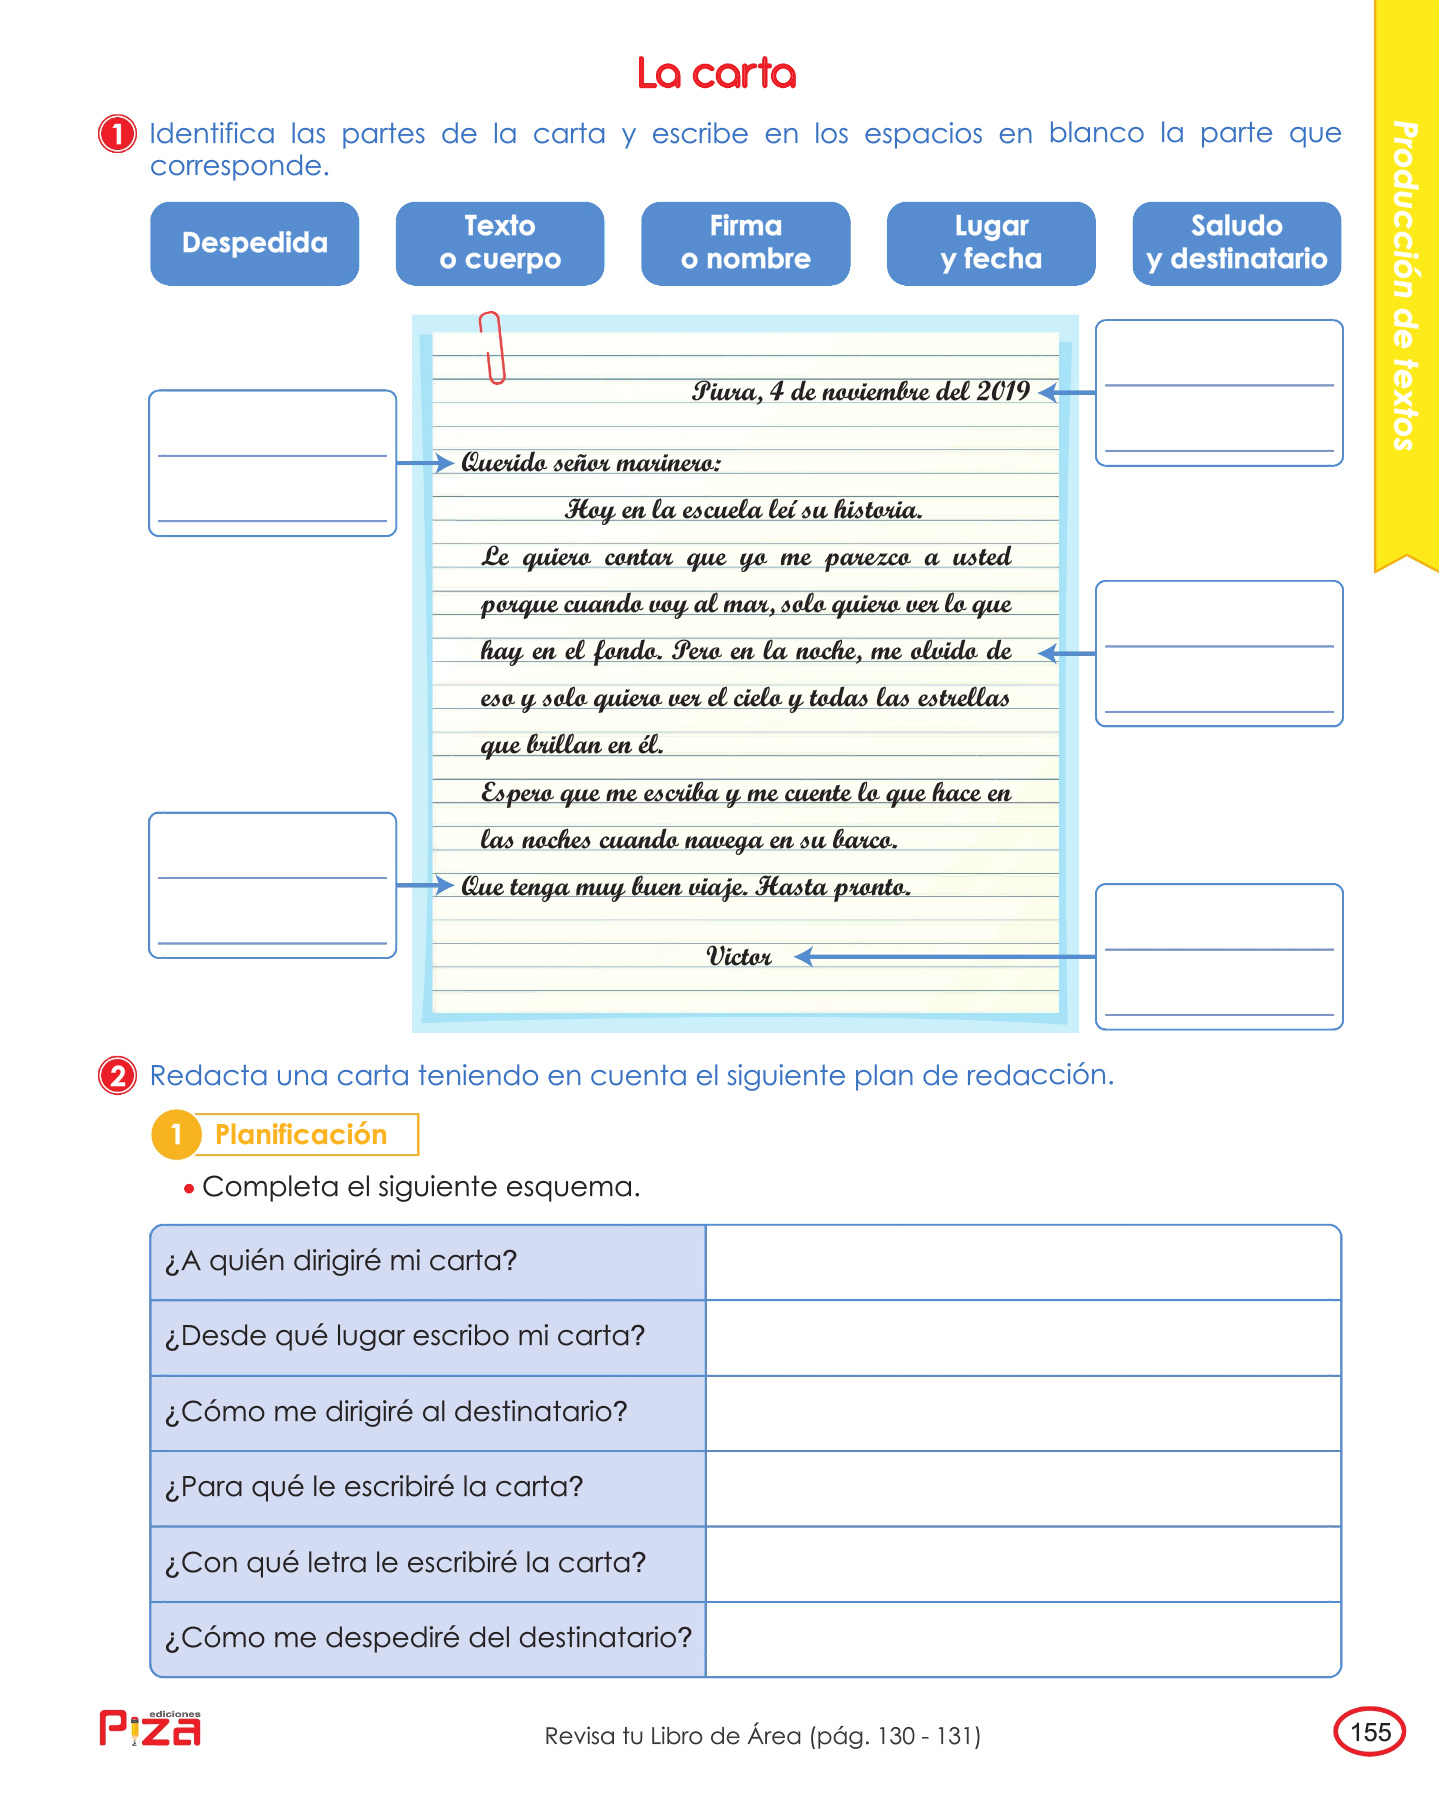 La carta
1 Identifica las partes de la carta y escribe en los espacios en blanco la parte que
corresponde.
Despedida
Texto
o cuerpo
Firma
o nombre
Lugar
y fecha
Saludo
y destinatario
Producción de textos
Piura, 4 de noviembre del 2019
Querido señor marinero:
Hoy en la escuela leí su historia.
Le quiero contar que yo me parezco a usted
porque cuando voy al mar, solo quiero ver lo que
hay en el fondo. Pero en la noche, me olvido de
eso y solo quiero ver el cielo y todas las estrellas
que brillan en él.
Espero que me escriba y me cuente lo que hace en
las noches cuando navega en su barco.
Que tenga muy buen viaje. Hasta pronto.
Victor
2 Redacta una carta teniendo en cuenta el siguiente plan de redacción.
1 Planificación
• Completa el siguiente esquema.
¿A quién dirigiré mi carta?
¿Desde qué lugar escribo mi carta?
¿Cómo me dirigiré al destinatario?
¿Para qué le escribiré la carta?
¿Con qué letra le escribiré la carta?
¿Cómo me despediré del destinatario?
ediciones
Piza
Revisa tu Libro de Área (pág. 130 - 131)
155